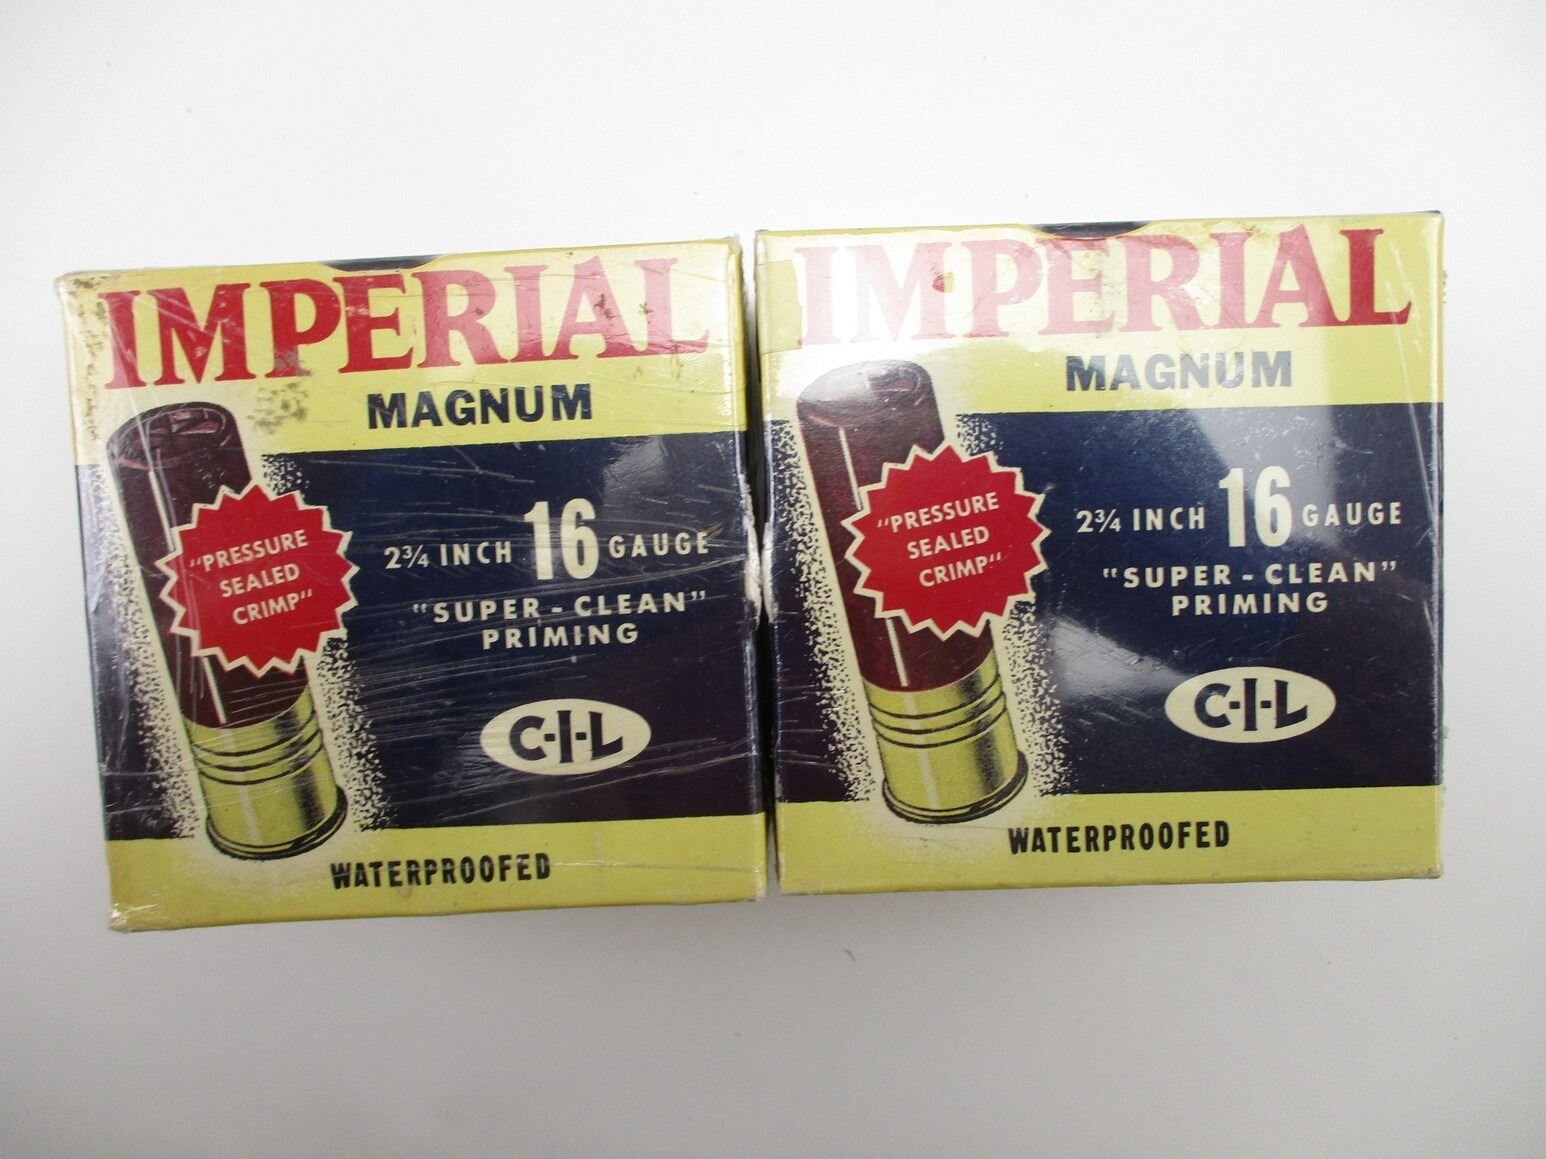 IMPERIAL
MAGNUM
"PRESSURE
SEALED
CRIMP"
2¾ INCH 16 GAUGE
"SUPER-CLEAN"
PRIMING
C-I-L
WATERPROOFED
IMPERIAL
MAGNUM
"PRESSURE
SEALED
CRIMP"
2¾ INCH 16 GAUGE
"SUPER-CLEAN"
PRIMING
C-I-L
WATERPROOFED